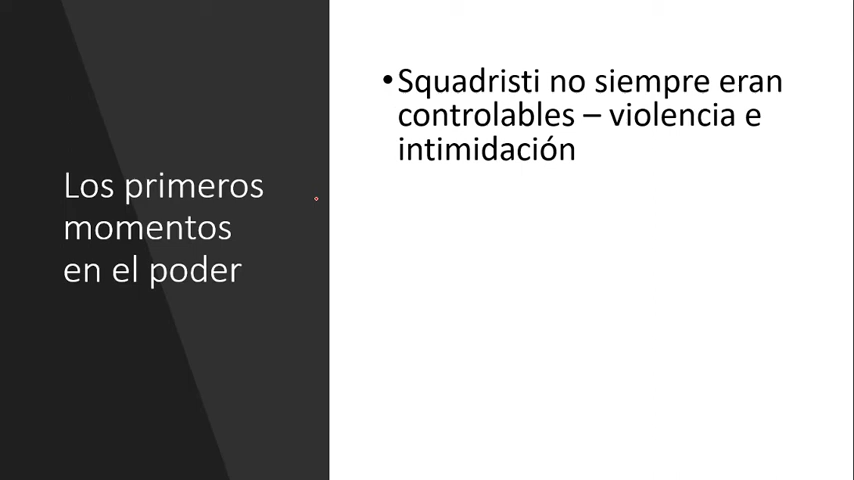 Los primeros
momentos
en el poder
•Squadristi no siempre eran
controlables – violencia e
intimidación